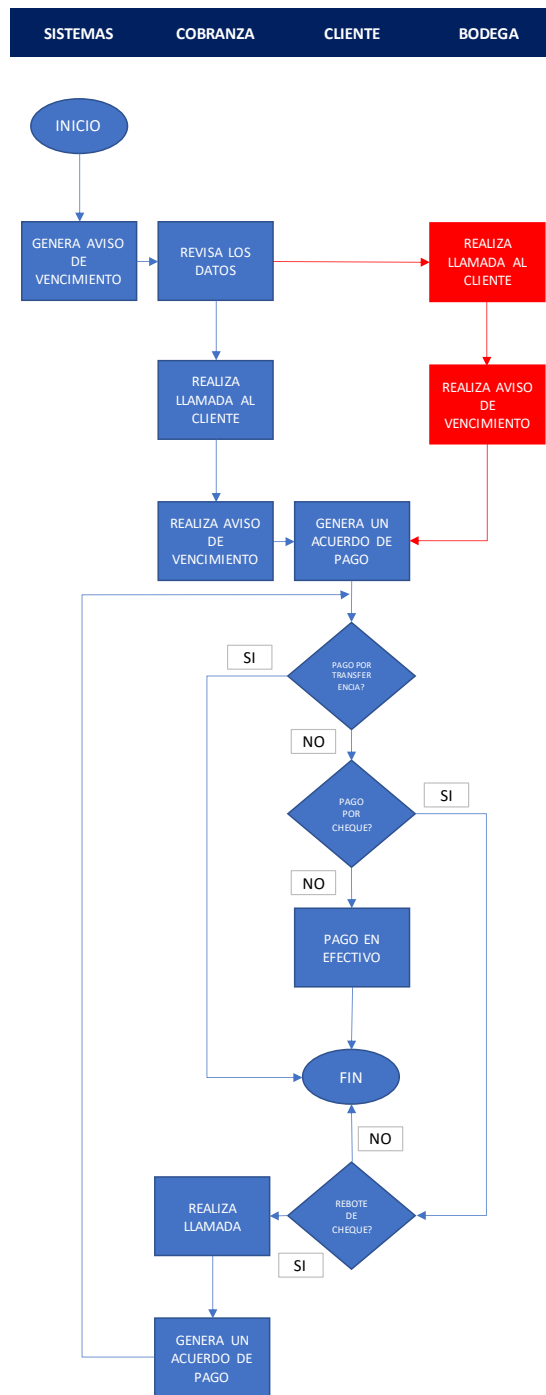 SISTEMAS COBRANZA CLIENTE BODEGA
INICIO
GENERA AVISO
DE
VENCIMIENTO
REVISA LOS
DATOS
REALIZA
LLAMADA AL
CLIENTE
REALIZA
LLAMADA AL
CLIENTE
REALIZA AVISO
DE
VENCIMIENTO
REALIZA AVISO
DE
VENCIMIENTO
GENERA UN
ACUERDO DE
PAGO
SI
PAGO POR
TRANSFER
ENCIA?
NO
PAGO
POR
CHEQUE?
SI
NO
PAGO EN
EFECTIVO
FIN
NO
REALIZA
LLAMADA
REBOTE
DE
CHEQUE?
SI
GENERA UN
ACUERDO DE
PAGO